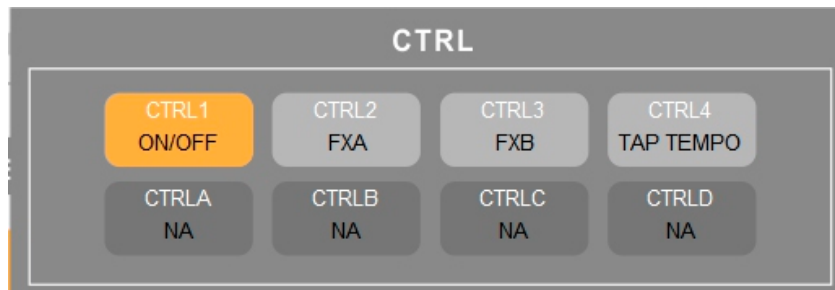 CTRL
CTRL1 CTRL2 CTRL3 CTRL4
ON/OFF FXA FXB TAP TEMPO
CTRLA CTRLB CTRLC CTRLD
NA NA NA NA